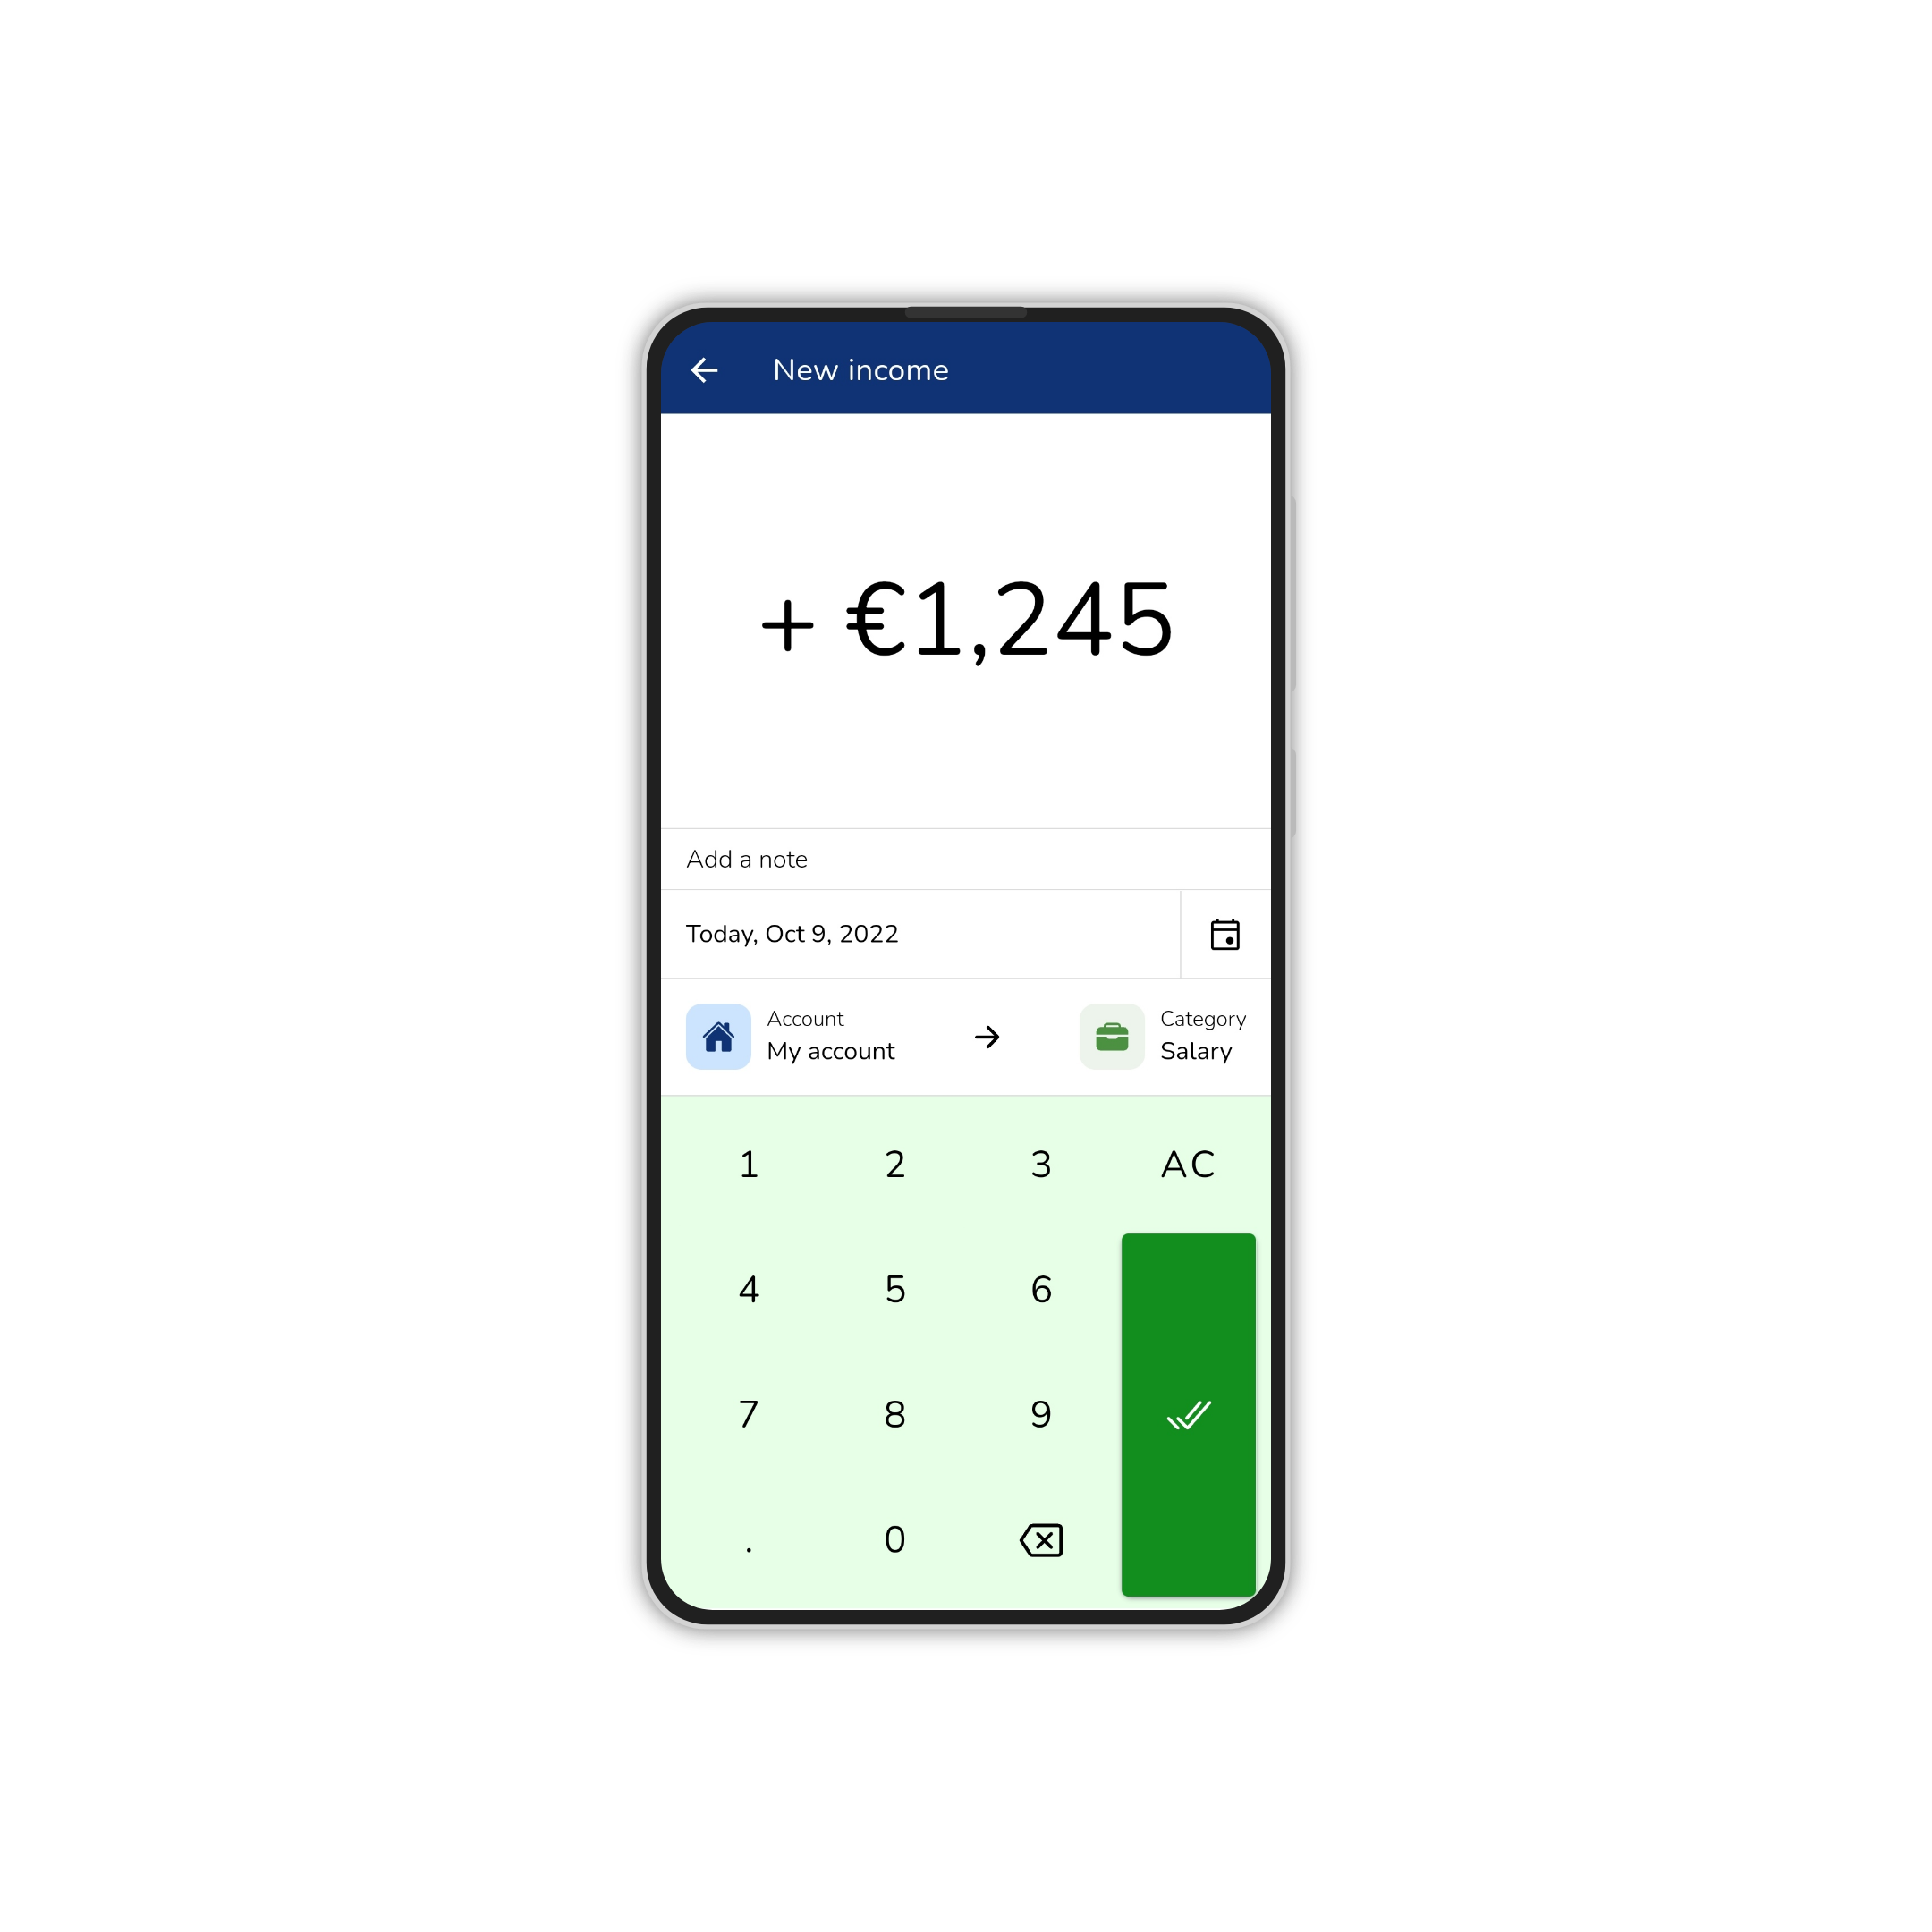 New income
+ €1,245
Add a note
Today, Oct 9, 2022
Account
My account
Category
Salary
1 2 3 AC
4 5 6
7 8 9
. 0